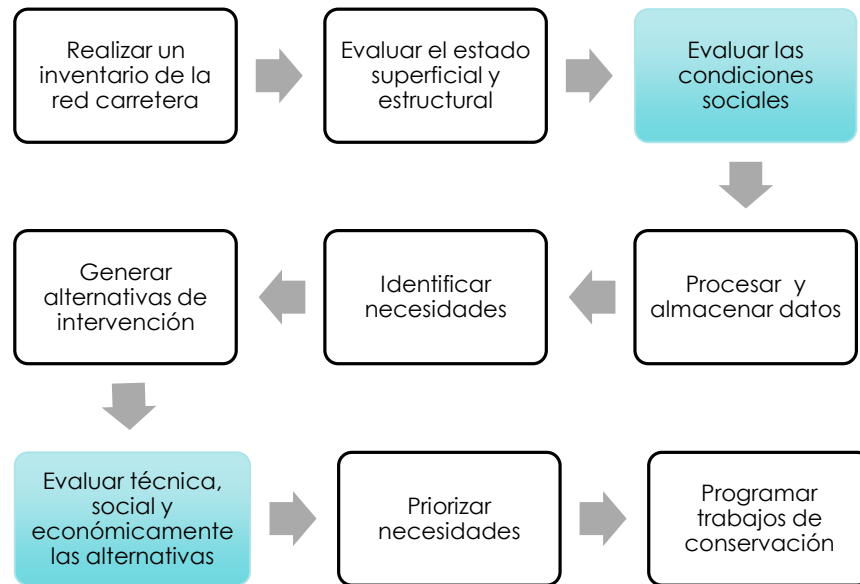 Realizar un
inventario de la
red carretera
Evaluar el estado
superficial y
estructural
Evaluar las
condiciones
sociales
Procesar y
almacenar datos
Identificar
necesidades
Generar
alternativas de
intervención
Evaluar técnica,
social y
económicamente
las alternativas
Priorizar
necesidades
Programar
trabajos de
conservación